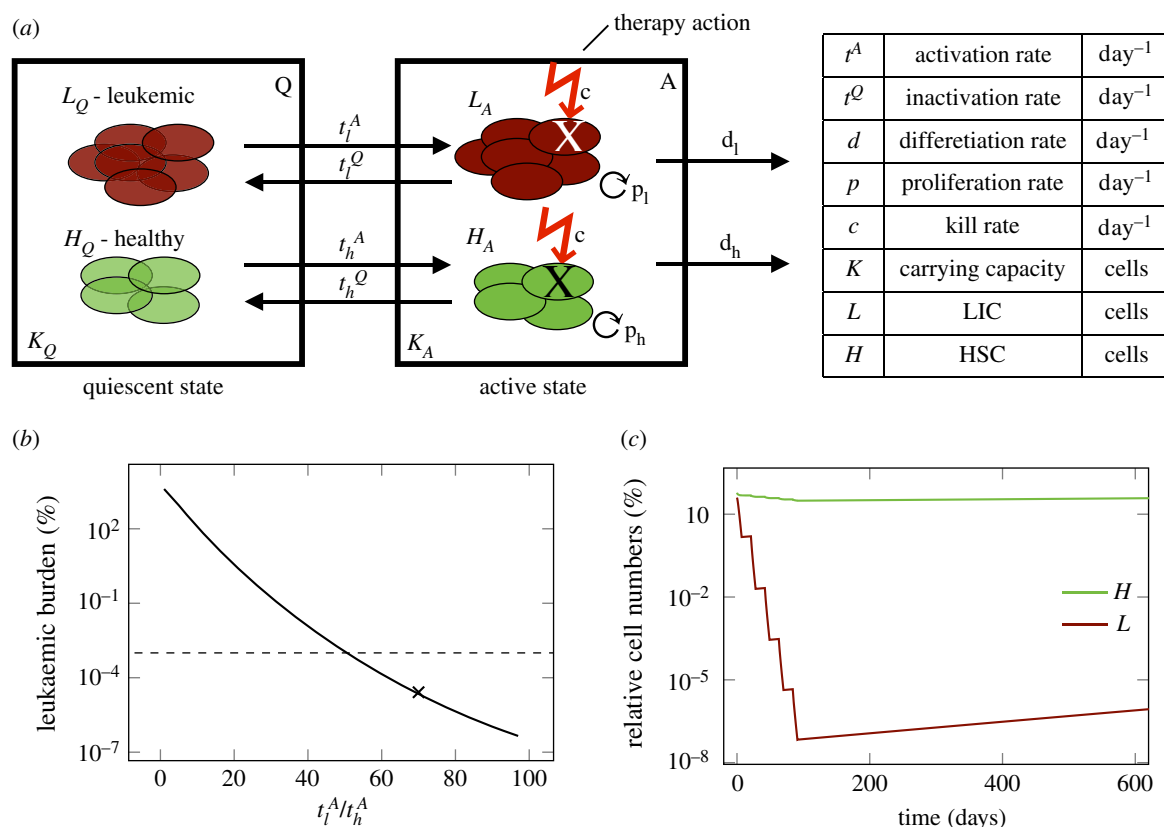 (a)
therapy action
Q
A
L_Q - leukemic
L_A
c
X
t_l^A
t_l^Q
d_l
p_l
H_Q - healthy
H_A
c
X
t_h^A
t_h^Q
d_h
p_h
K_Q
K_A
quiescent state
active state
t^A activation rate day^–1
t^Q inactivation rate day^–1
d differetiation rate day^–1
p proliferation rate day^–1
c kill rate day^–1
K carrying capacity cells
L LIC cells
H HSC cells
(b)
leukaemic burden (%)
10^2
10^–1
10^–4
10^–7
0 20 40 60 80 100
t_l^A/t_h^A
(c)
relative cell numbers (%)
10
10^–2
10^–5
10^–8
H
L
0 200 400 600
time (days)